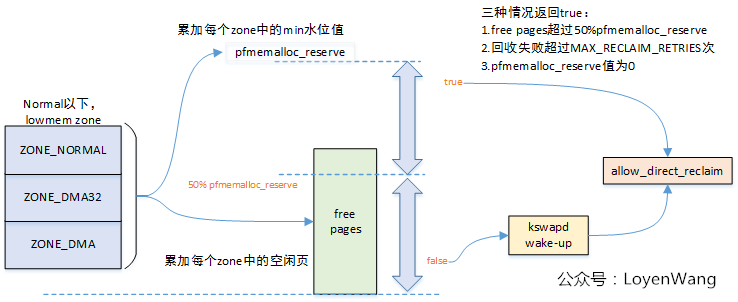 三种情况返回true：
1.free pages超过50%pfmemalloc_reserve
2.回收失败超过MAX_RECLAIM_RETRIES次
3.pfmemalloc_reserve值为0
累加每个zone中的min水位值
pfmemalloc_reserve
true
Normal以下，
lowmem zone
ZONE_NORMAL
ZONE_DMA32
ZONE_DMA
50% pfmemalloc_reserve
free
pages
allow_direct_reclaim
kswapd
wake-up
false
累加每个zone中的空闲页
公众号：LoyenWang